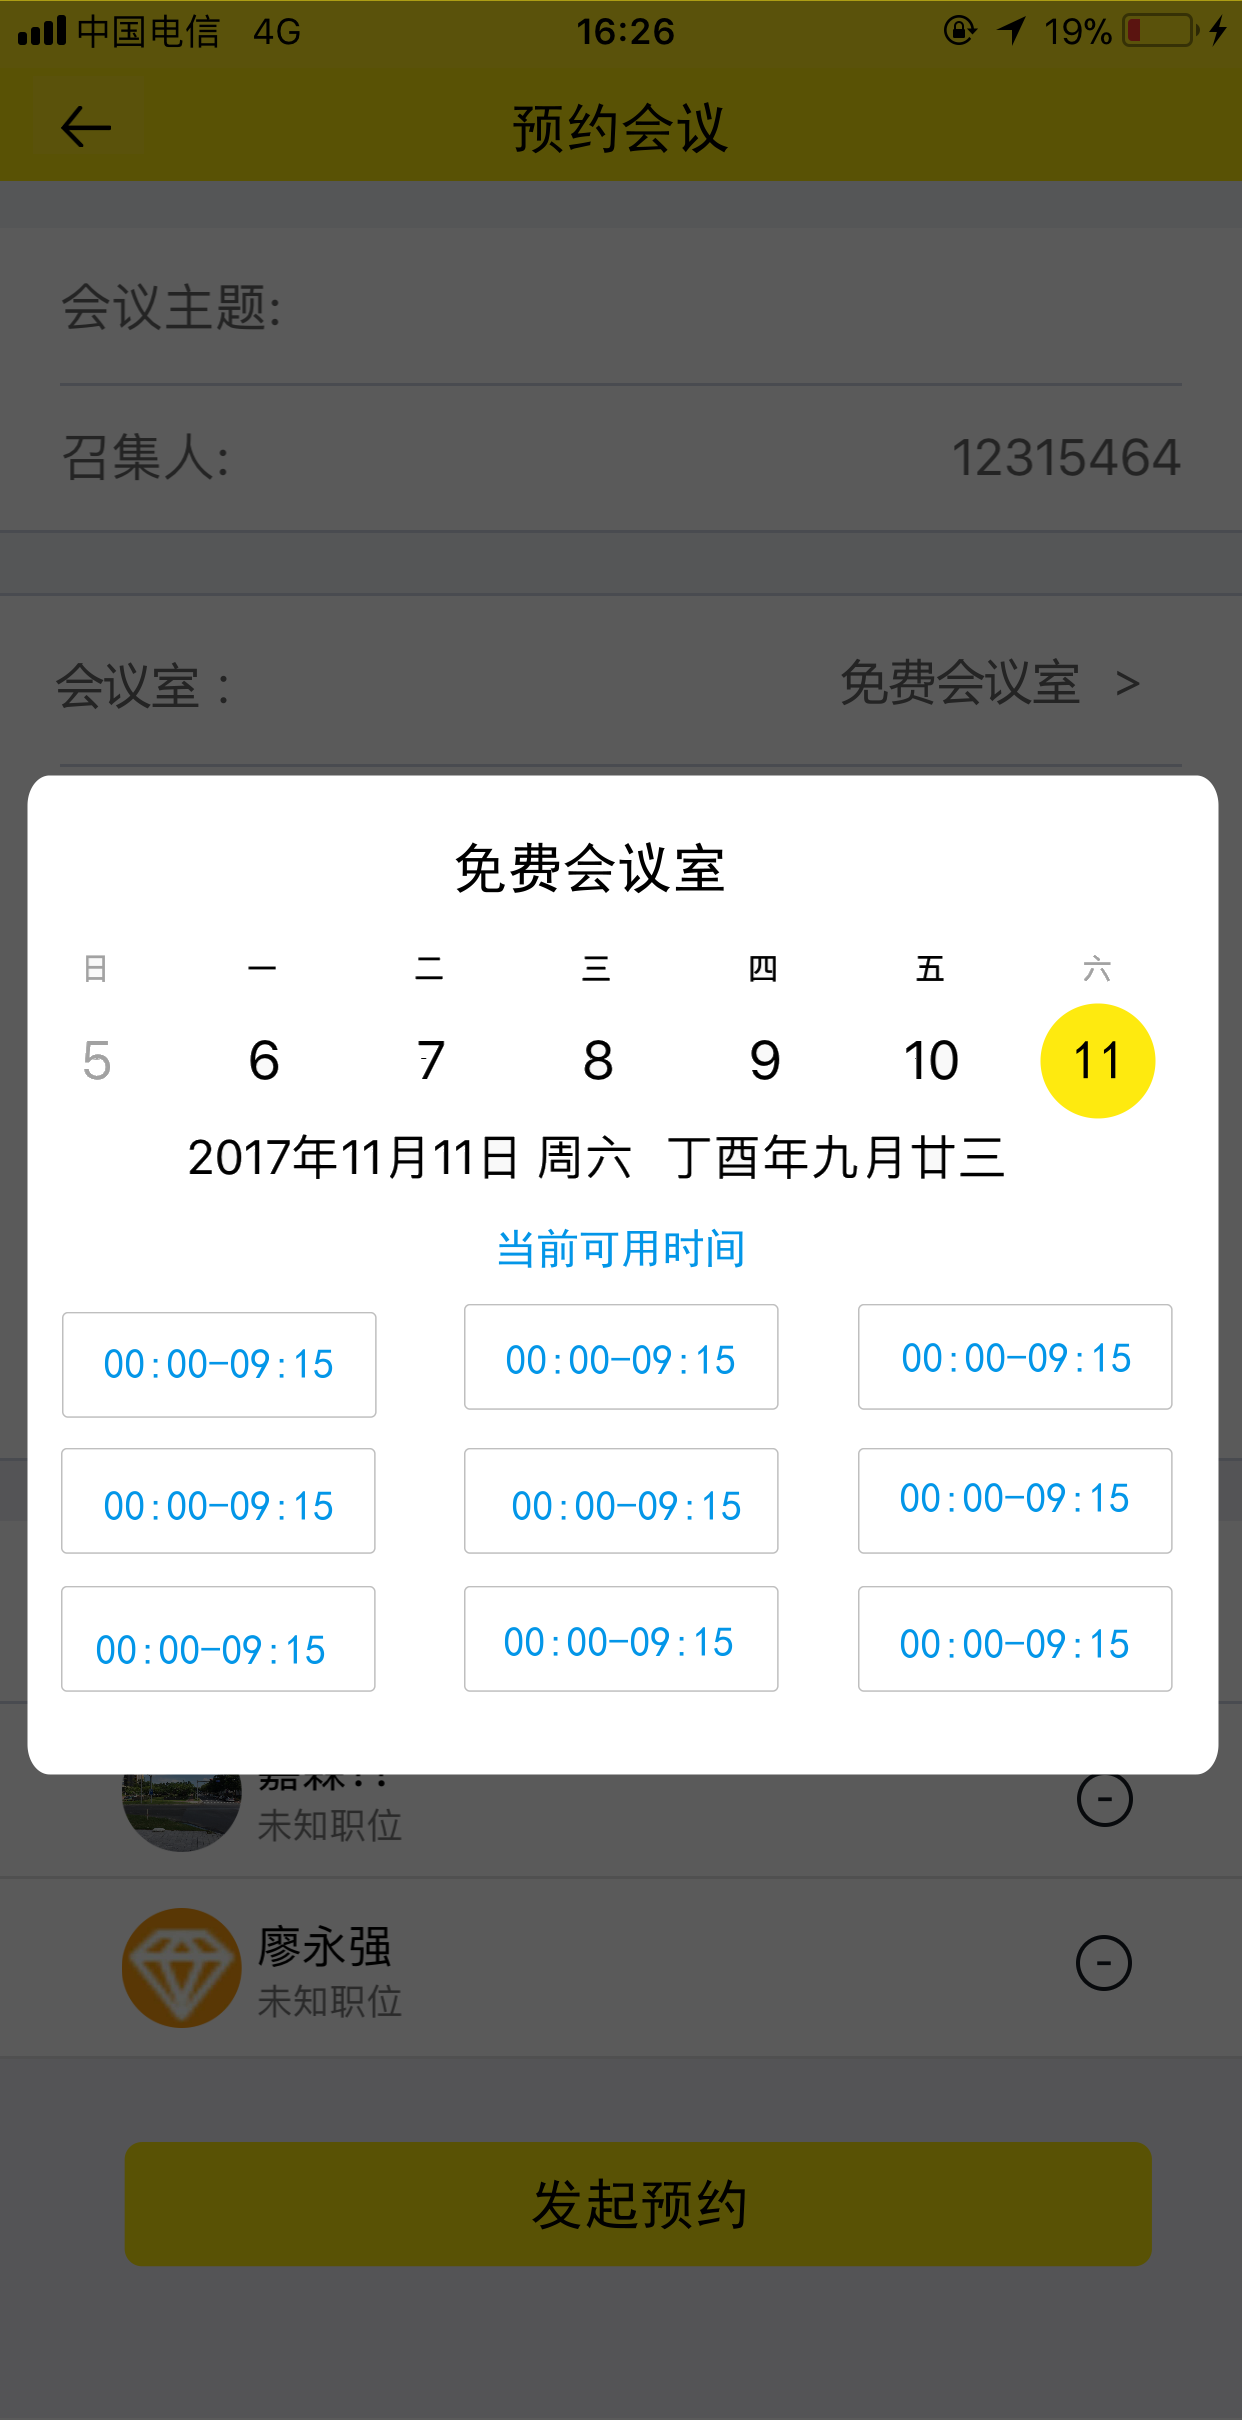 中国电信 4G 16:26 19%
预约会议
会议主题:
召集人: 12315464
会议室 : 免费会议室 >
免费会议室
日 一 二 三 四 五 六
5 6 7 8 9 10 11
2017年11月11日 周六 丁酉年九月廿三
当前可用时间
00:00-09:15 00:00-09:15 00:00-09:15
00:00-09:15 00:00-09:15 00:00-09:15
00:00-09:15 00:00-09:15 00:00-09:15
未知职位
廖永强
未知职位
发起预约